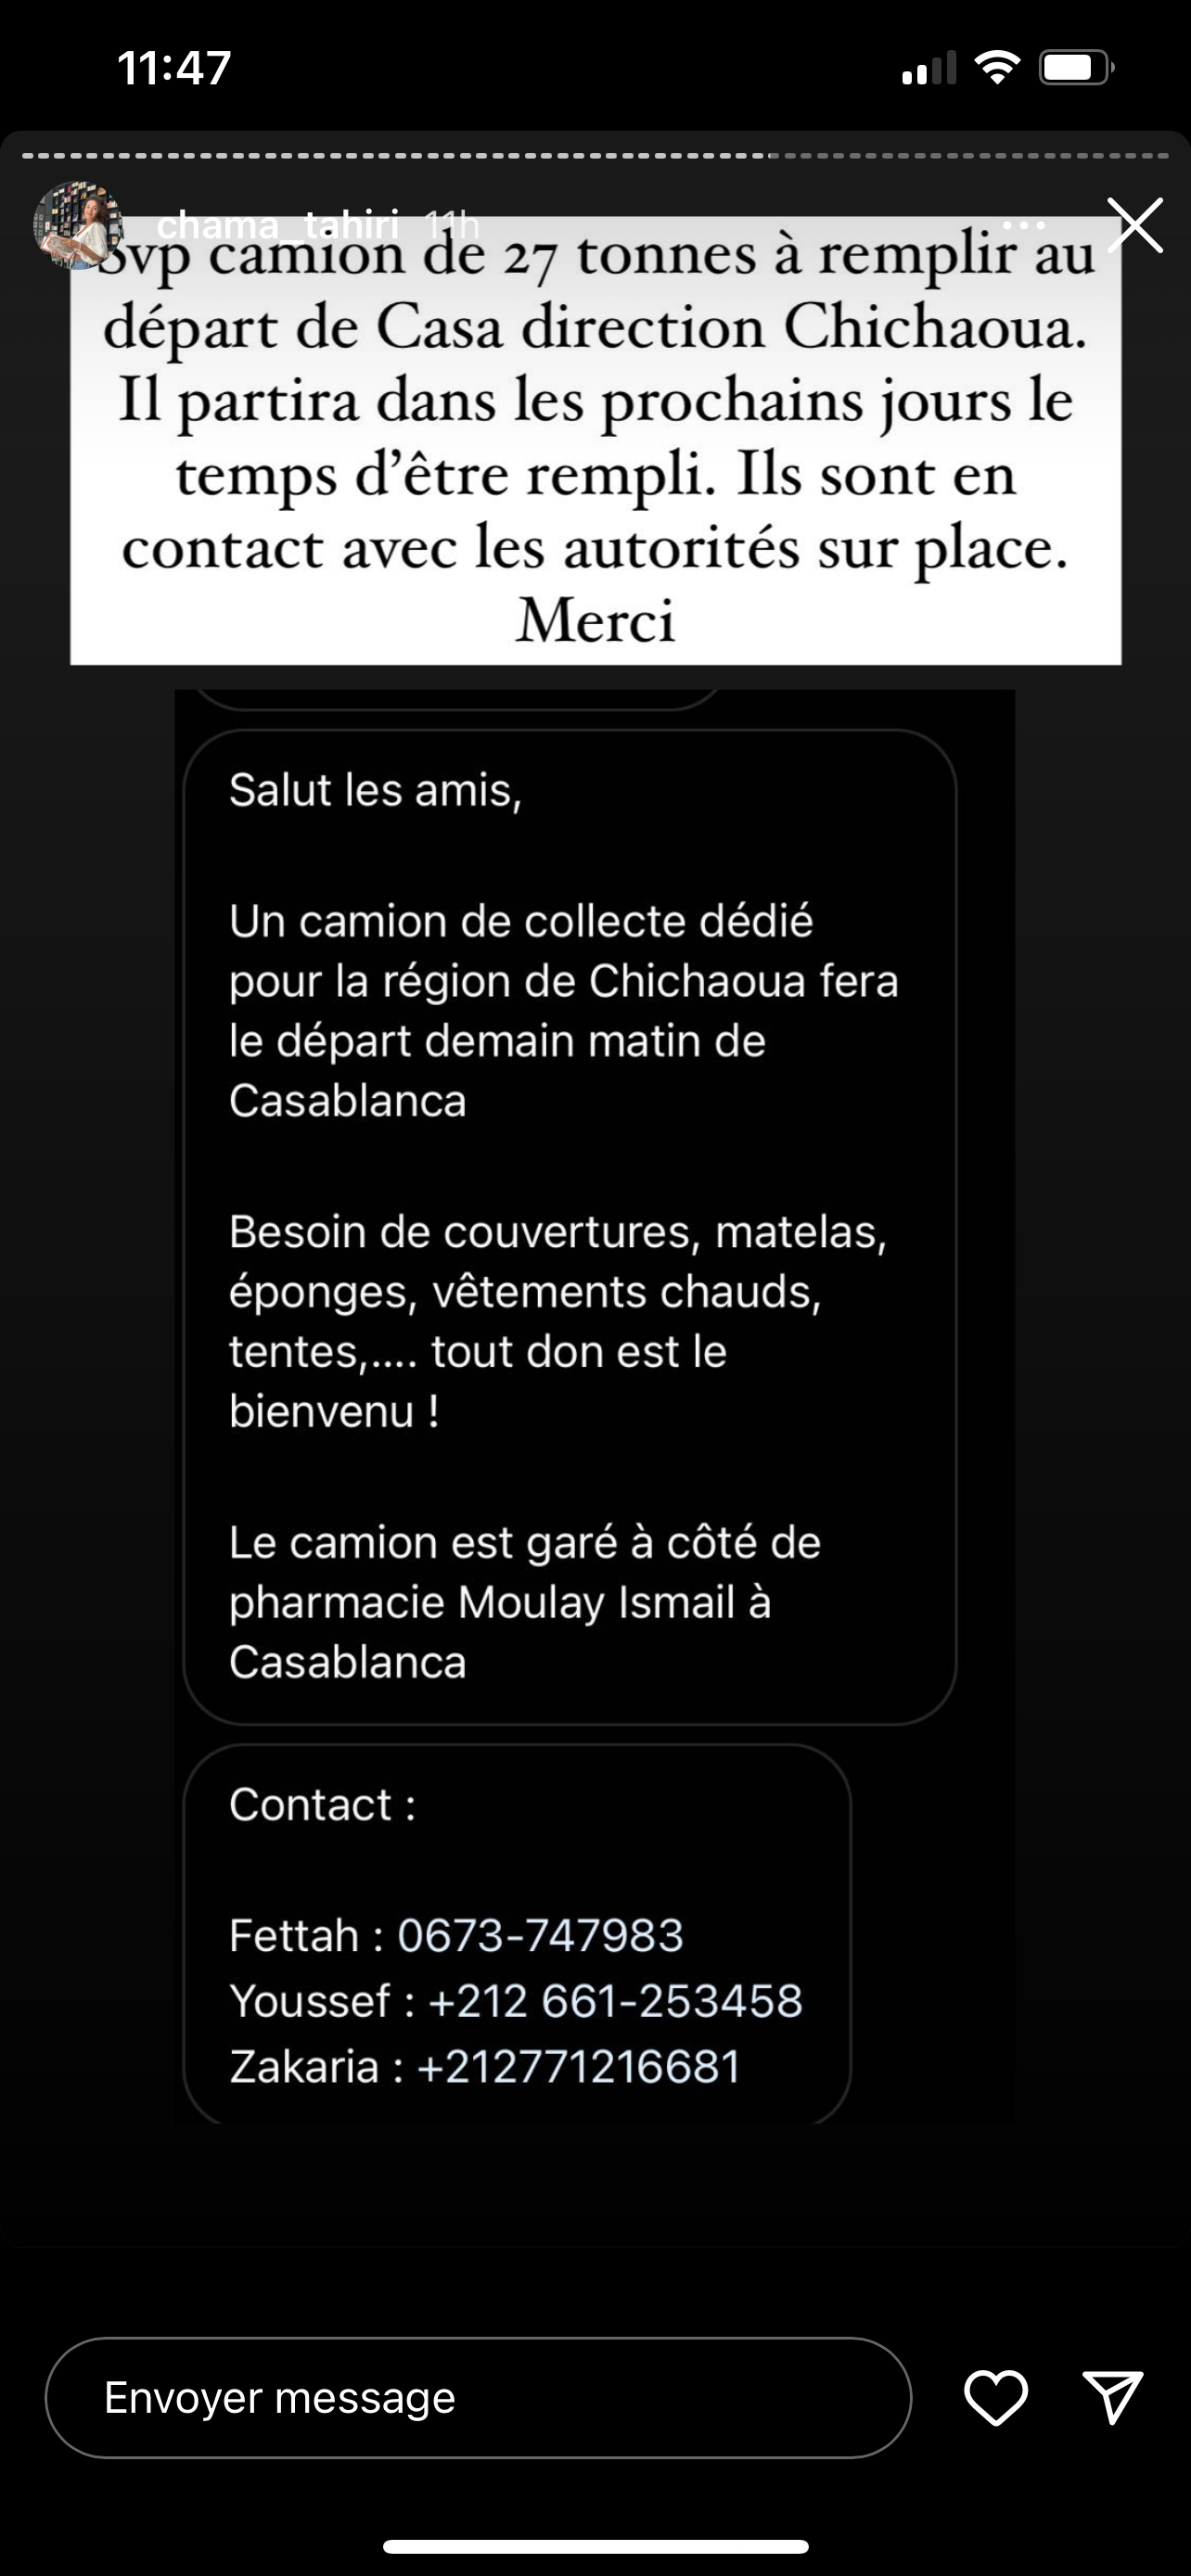 11:47
chama_tahiri 11h
Svp camion de 27 tonnes à remplir au
départ de Casa direction Chichaoua.
Il partira dans les prochains jours le
temps d’être rempli. Ils sont en
contact avec les autorités sur place.
Merci
Salut les amis,
Un camion de collecte dédié
pour la région de Chichaoua fera
le départ demain matin de
Casablanca
Besoin de couvertures, matelas,
éponges, vêtements chauds,
tentes,.... tout don est le
bienvenu !
Le camion est garé à côté de
pharmacie Moulay Ismail à
Casablanca
Contact :
Fettah : 0673-747983
Youssef : +212 661-253458
Zakaria : +212771216681
Envoyer message